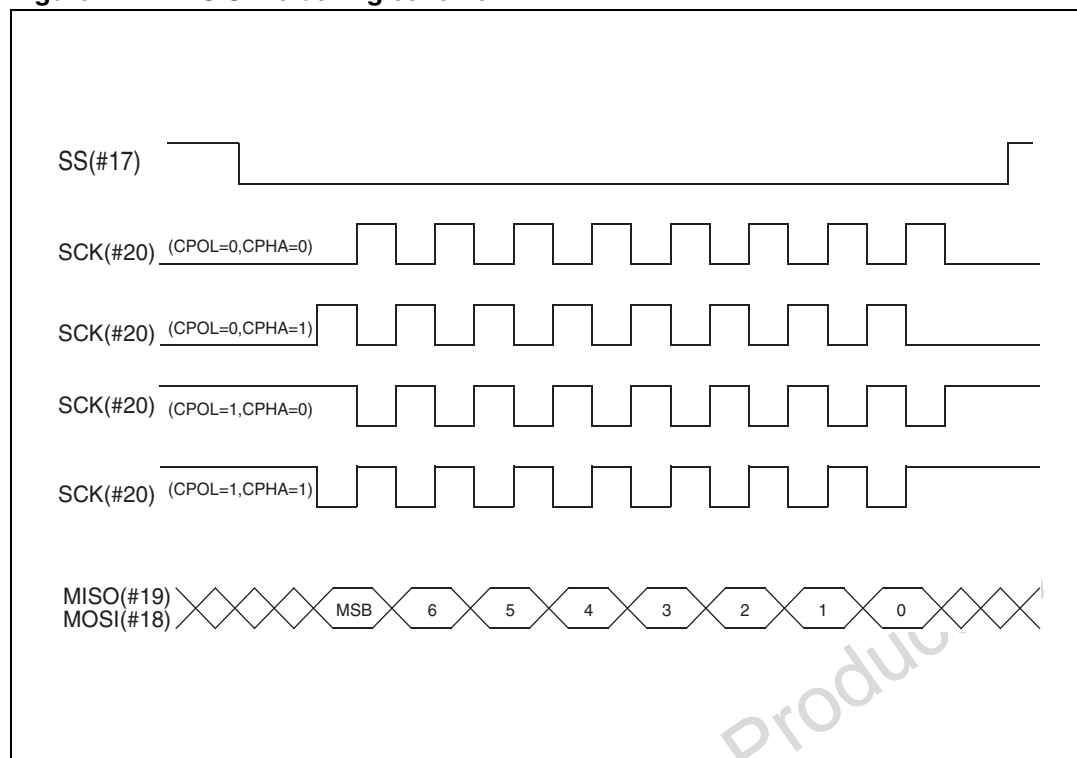 SS(#17)
SCK(#20) (CPOL=0,CPHA=0)
SCK(#20) (CPOL=0,CPHA=1)
SCK(#20) (CPOL=1,CPHA=0)
SCK(#20) (CPOL=1,CPHA=1)
MISO(#19)
MOSI(#18)
MSB 6 5 4 3 2 1 0